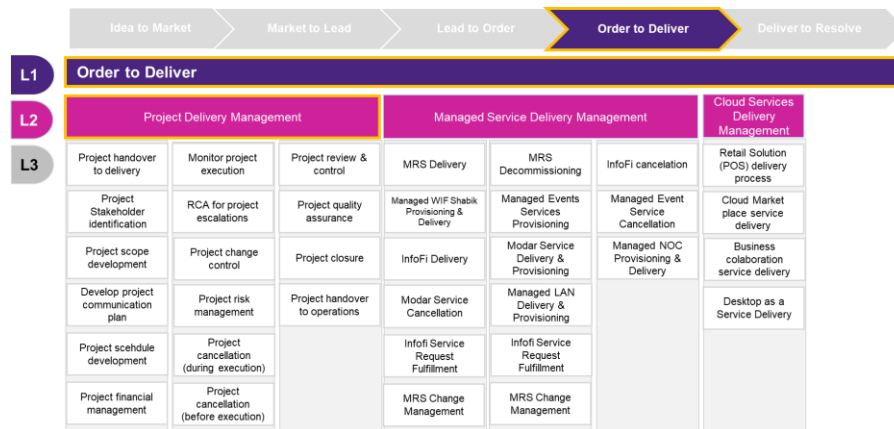 Idea to Market
Market to Lead
Lead to Order
Order to Deliver
Deliver to Resolve
L1
Order to Deliver
L2
Project Delivery Management
Managed Service Delivery Management
Cloud Services
Delivery
Management
L3
Project handover
to delivery
Monitor project
execution
Project review &
control
MRS Delivery
MRS
Decommissioning
InfoFi cancelation
Retail Solution
(POS) delivery
process
Project
Stakeholder
identification
RCA for project
escalations
Project quality
assurance
Managed WIF Shabik
Provisioning &
Delivery
Managed Events
Services
Provisioning
Managed Event
Service
Cancellation
Cloud Market
place service
delivery
Project scope
development
Project change
control
Project closure
InfoFi Delivery
Modar Service
Delivery &
Provisioning
Managed NOC
Provisioning &
Delivery
Business
colaboration
service delivery
Develop project
communication
plan
Project risk
management
Project handover
to operations
Modar Service
Cancellation
Managed LAN
Delivery &
Provisioning
Desktop as a
Service Delivery
Project scehdule
development
Project
cancellation
(during execution)
Infofi Service
Request
Fulfillment
Infofi Service
Request
Fulfillment
Project financial
management
Project
cancellation
(before execution)
MRS Change
Management
MRS Change
Management